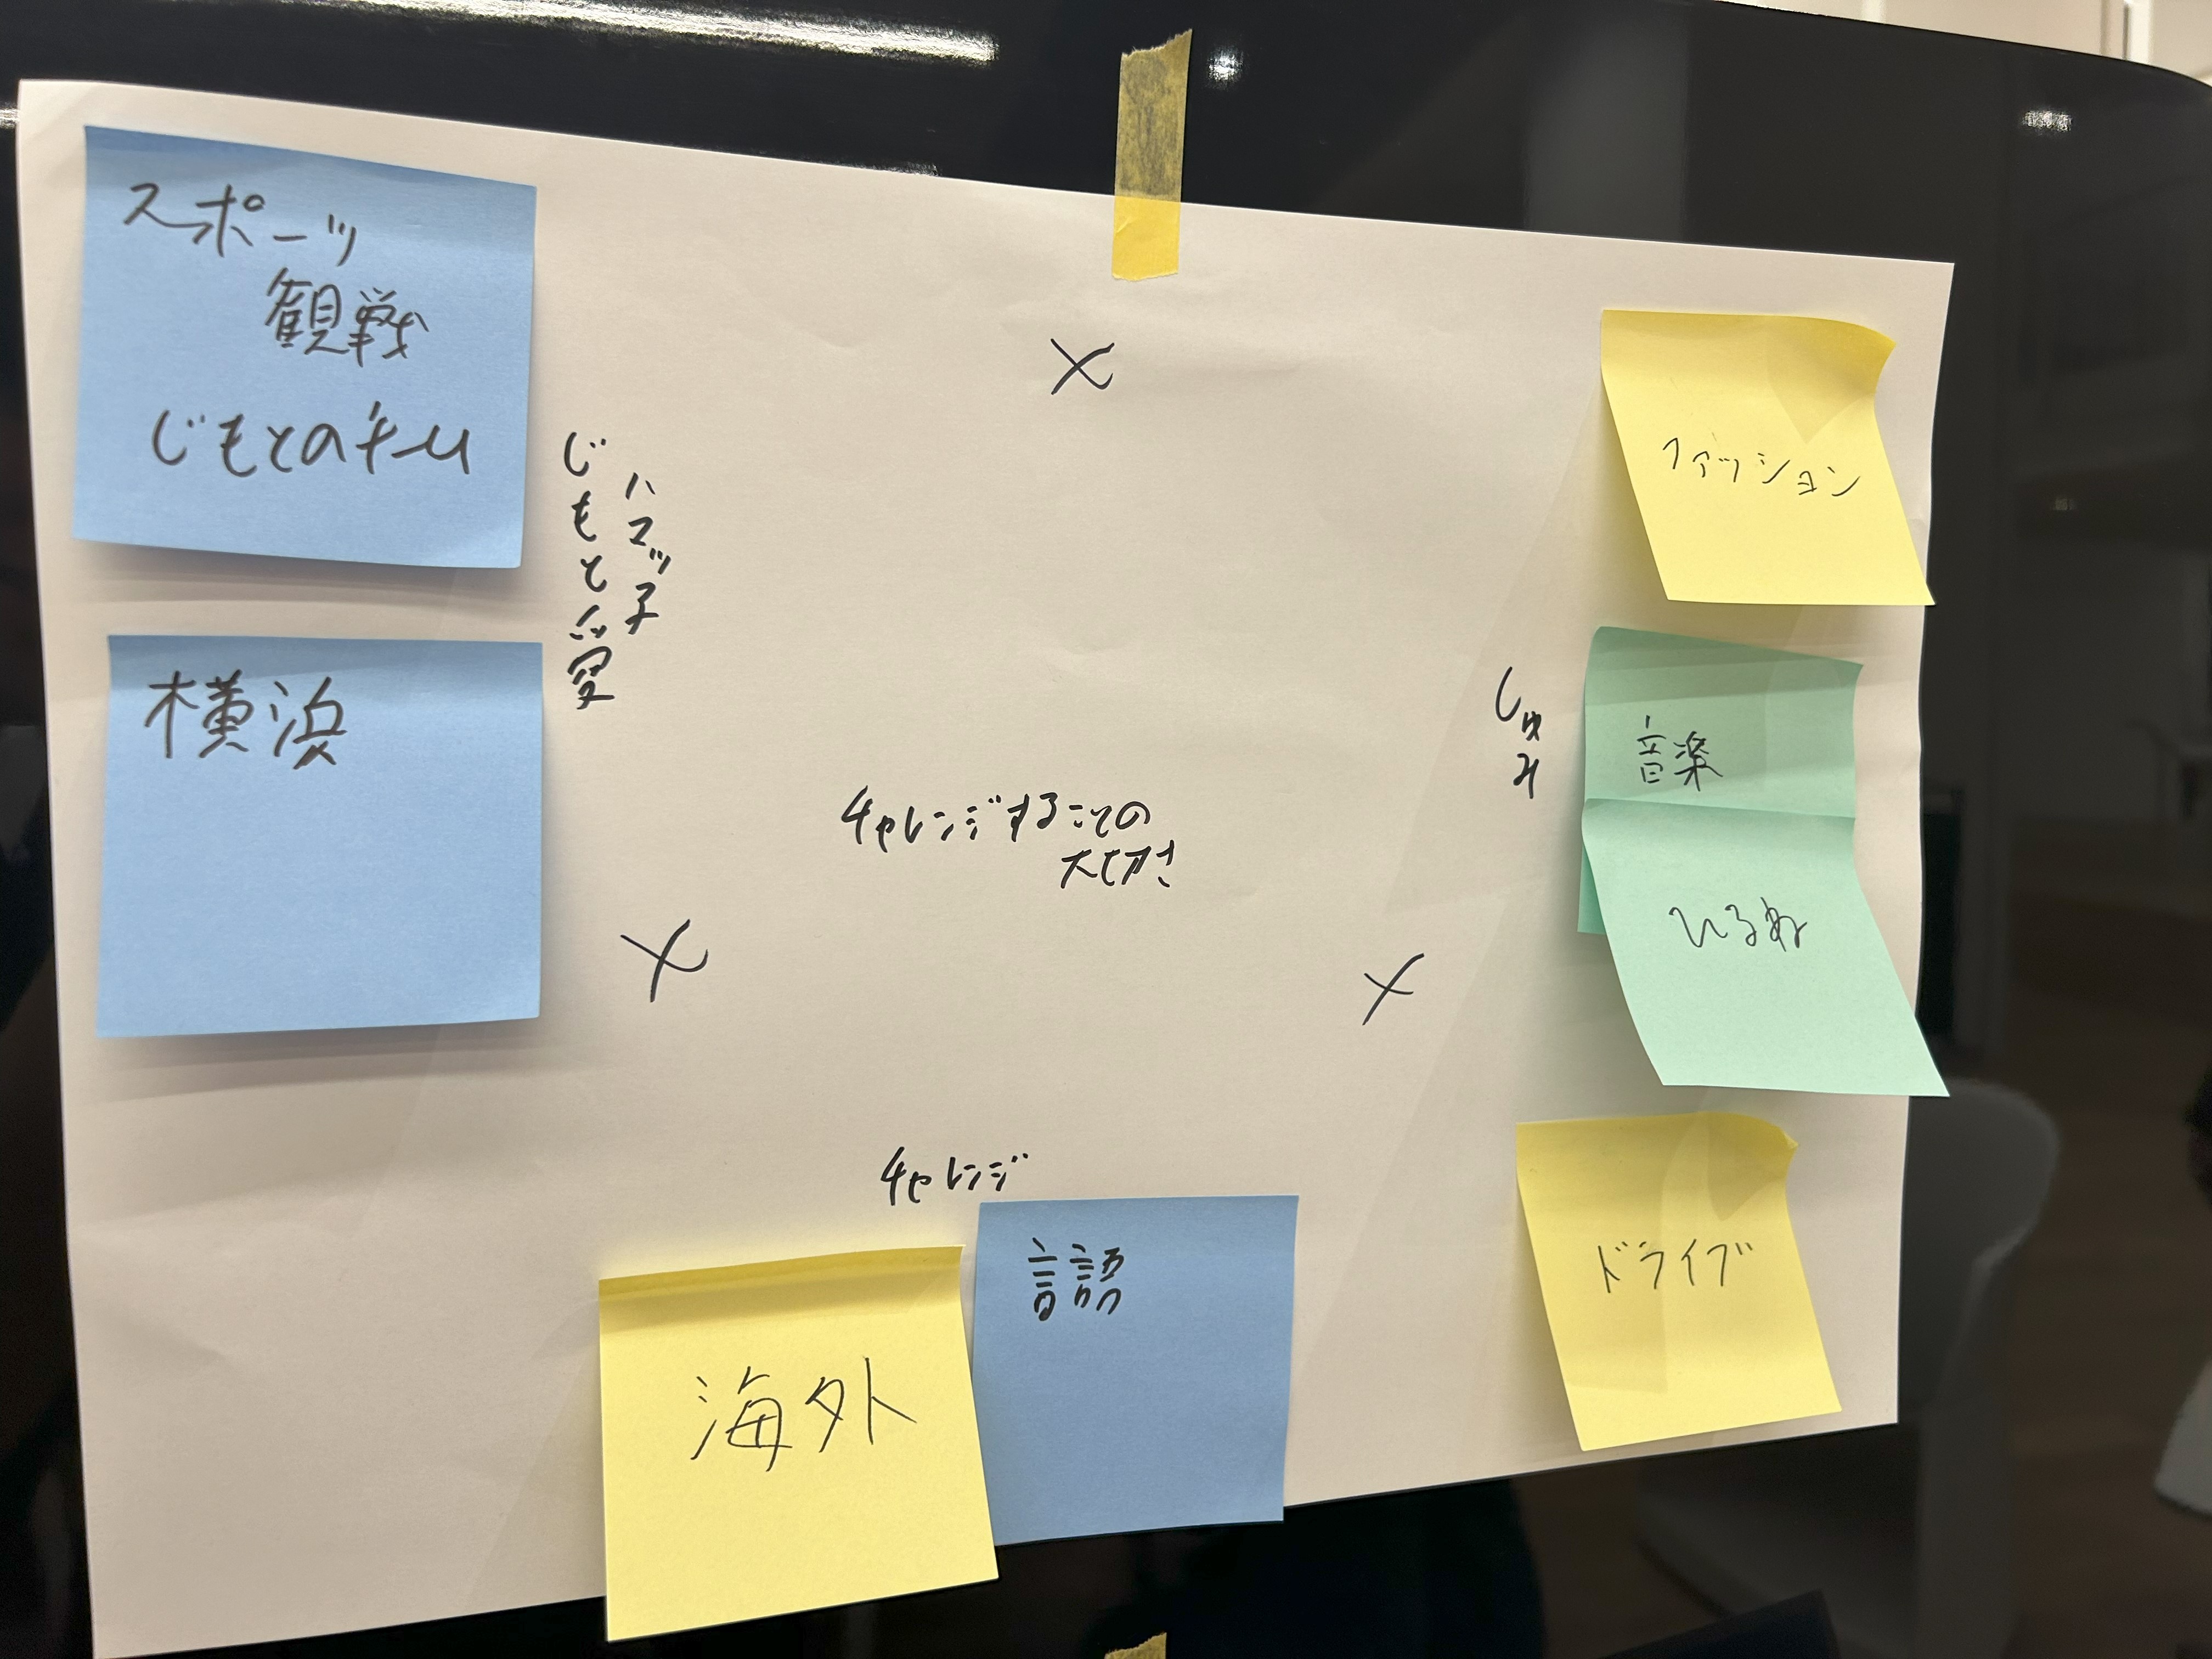 スポーツ
観戦
じもとのチーム
横浜
じもと愛
ハマッ子
×
チャレンジすることの
大切さ
×
×
しゅみ
ファッション
音楽
ひるね
ドライブ
チャレンジ
海外
言語